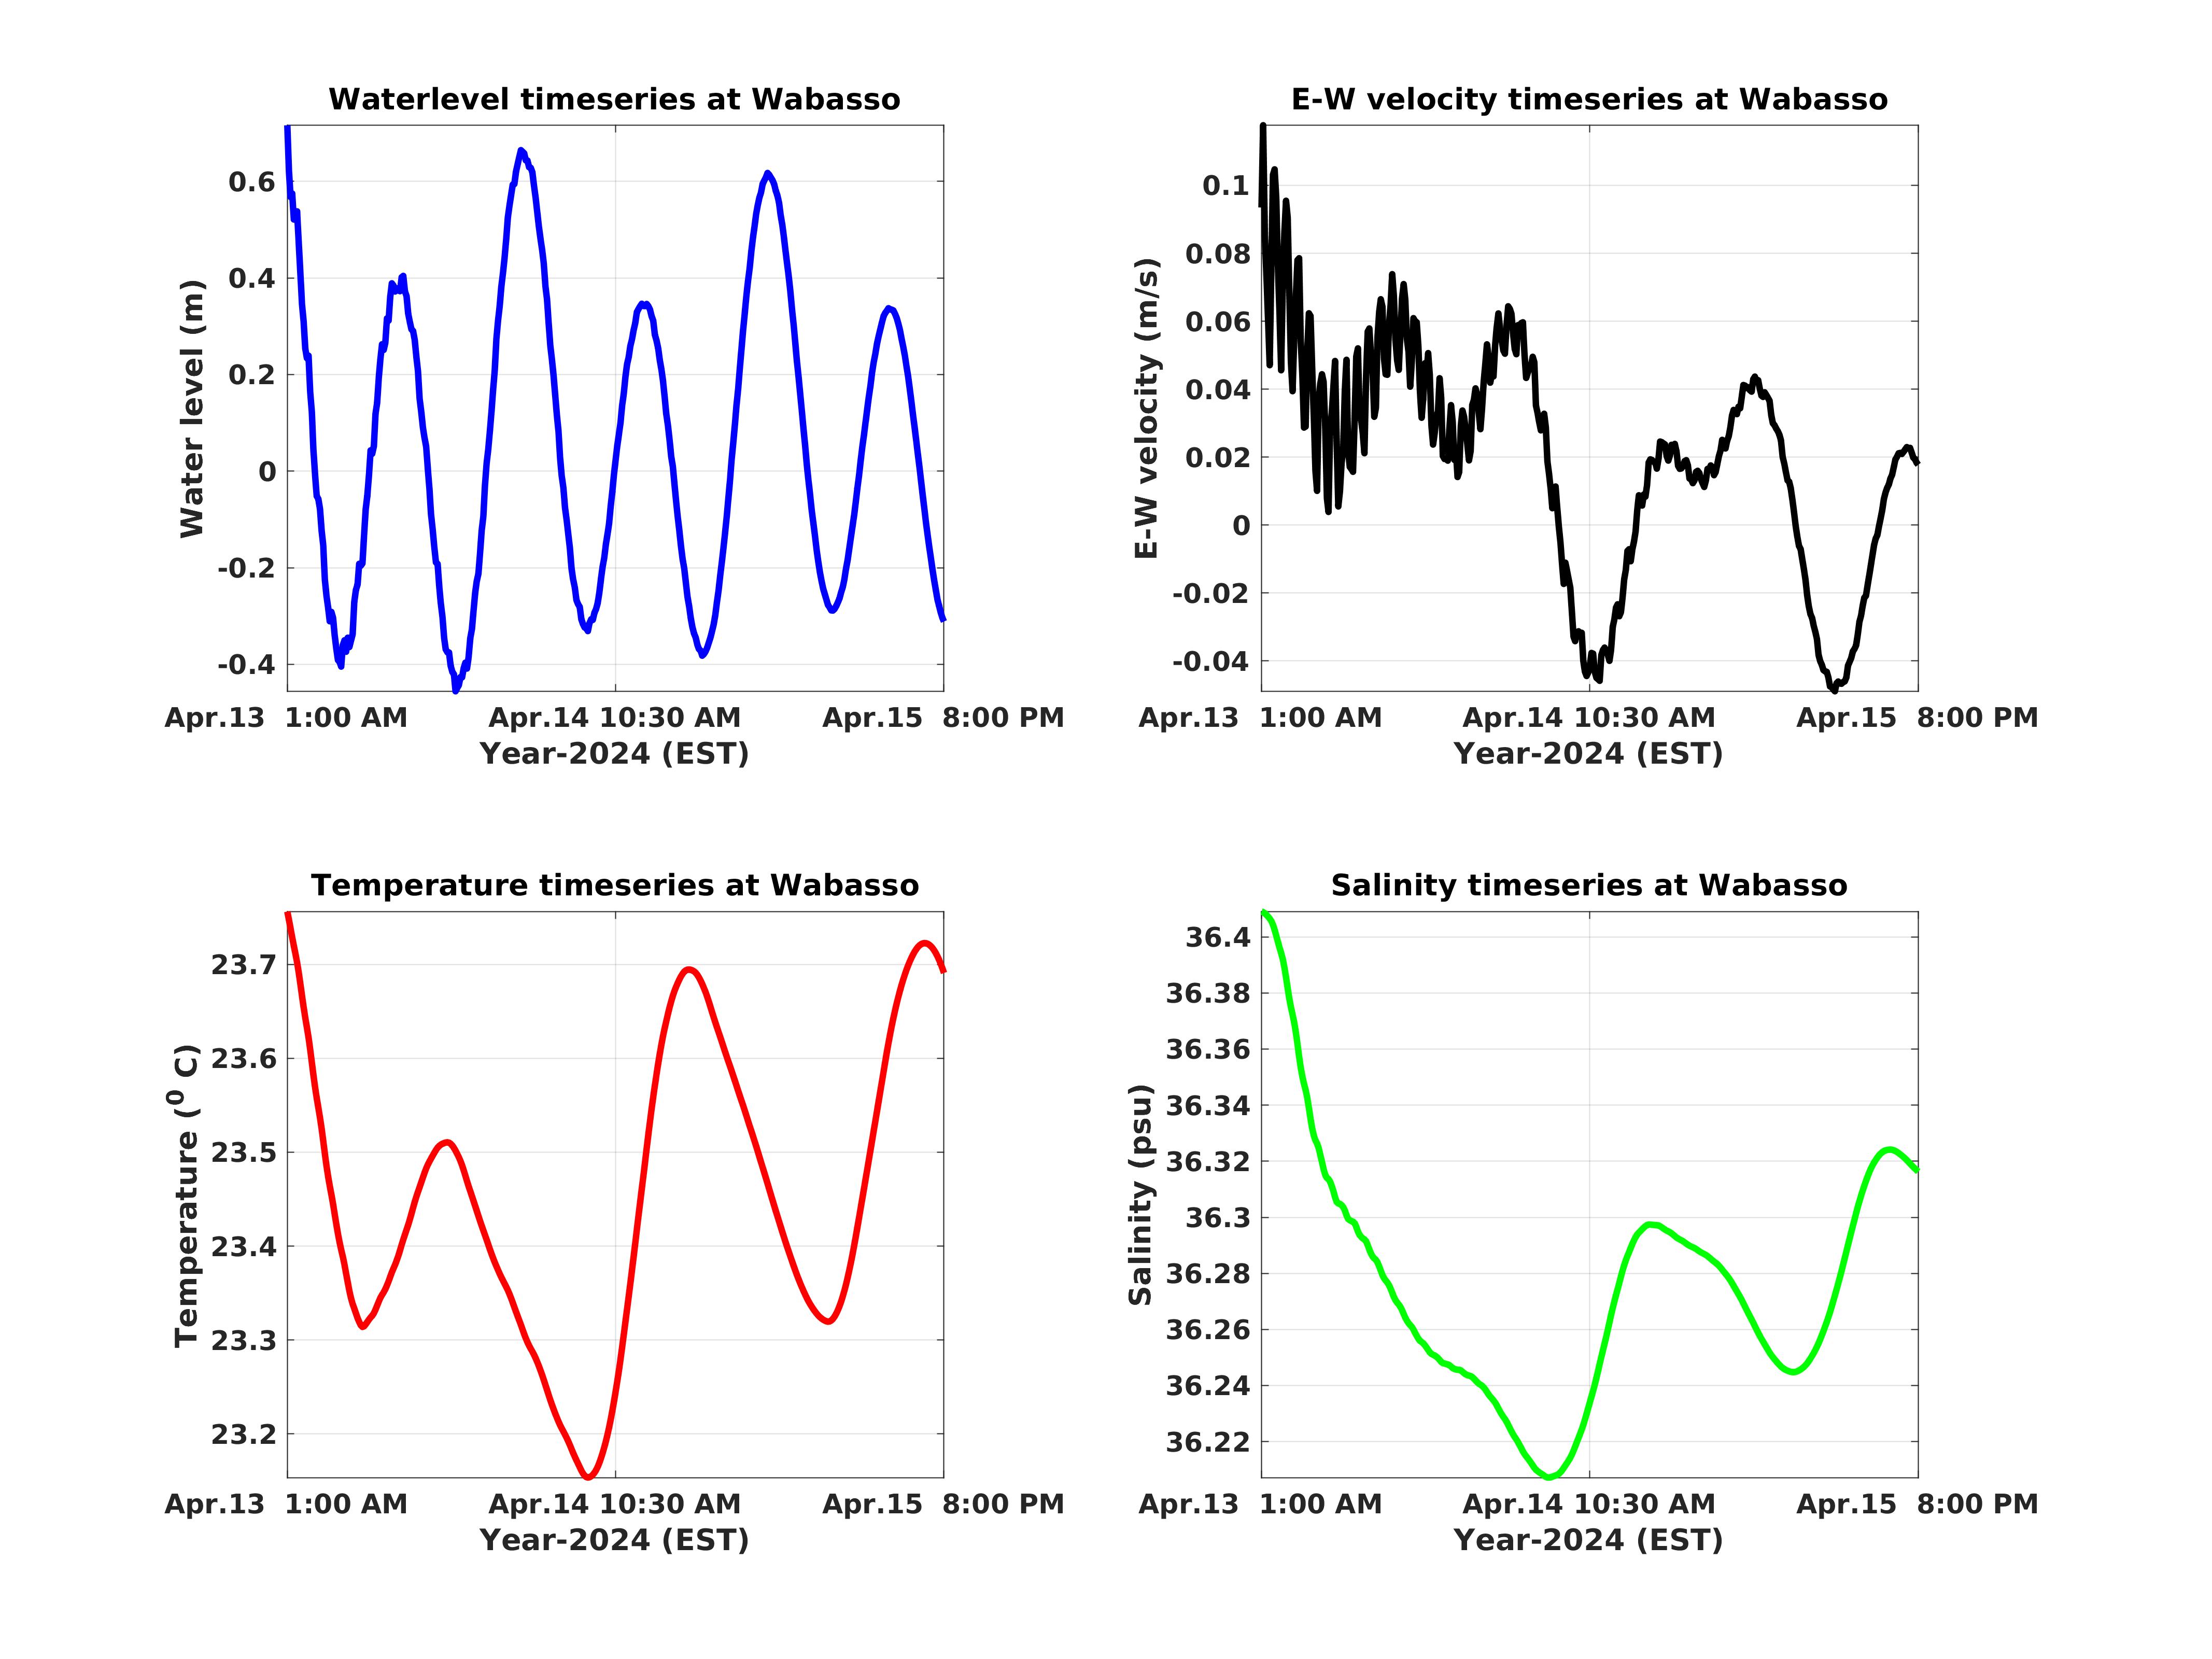 Waterlevel timeseries at Wabasso
Water level (m)
0.6
0.4
0.2
0
-0.2
-0.4
Apr.13 1:00 AM
Apr.14 10:30 AM
Apr.15 8:00 PM
Year-2024 (EST)
E-W velocity timeseries at Wabasso
E-W velocity (m/s)
0.1
0.08
0.06
0.04
0.02
0
-0.02
-0.04
Apr.13 1:00 AM
Apr.14 10:30 AM
Apr.15 8:00 PM
Year-2024 (EST)
Temperature timeseries at Wabasso
Temperature (⁰ C)
23.7
23.6
23.5
23.4
23.3
23.2
Apr.13 1:00 AM
Apr.14 10:30 AM
Apr.15 8:00 PM
Year-2024 (EST)
Salinity timeseries at Wabasso
Salinity (psu)
36.4
36.38
36.36
36.34
36.32
36.3
36.28
36.26
36.24
36.22
Apr.13 1:00 AM
Apr.14 10:30 AM
Apr.15 8:00 PM
Year-2024 (EST)